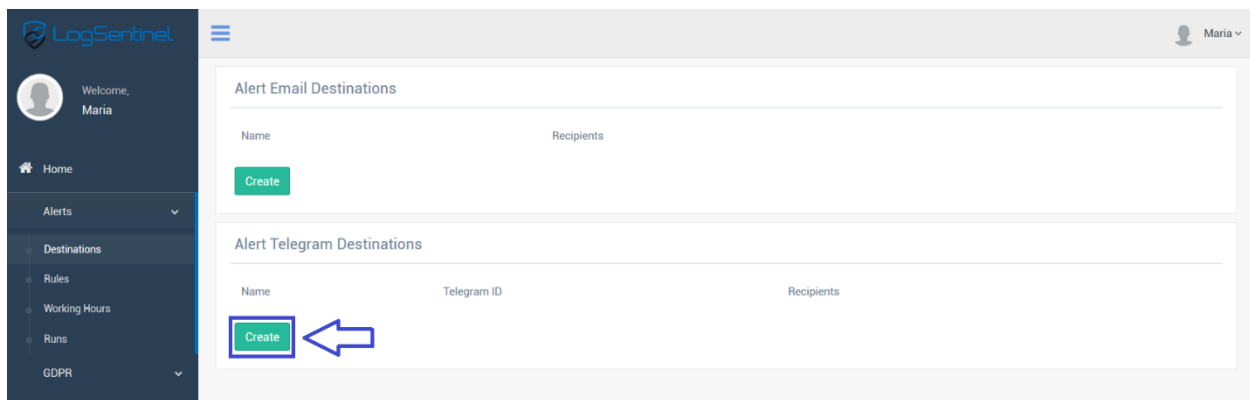 LogSentinel
Maria
Welcome,
Maria
Home
Alerts
Destinations
Rules
Working Hours
Runs
GDPR
Alert Email Destinations
Name Recipients
Create
Alert Telegram Destinations
Name Telegram ID Recipients
Create